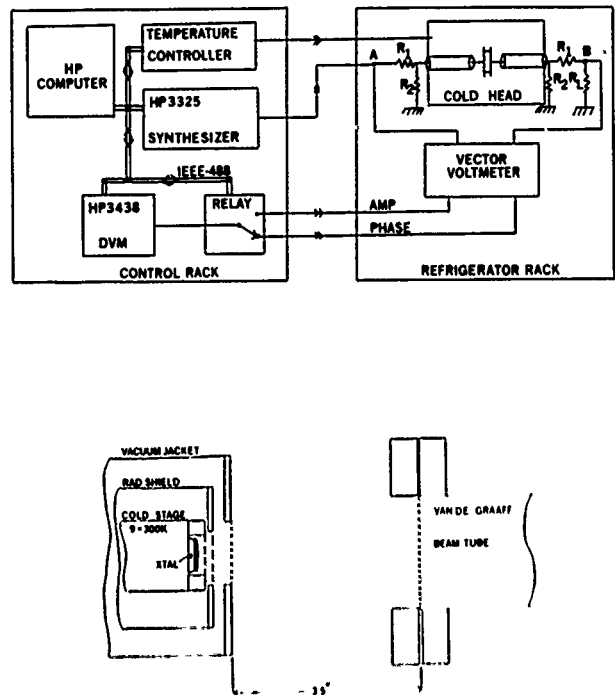 TEMPERATURE
CONTROLLER
HP
COMPUTER
HP3325
SYNTHESIZER
IEEE-488
HP3438
DVM
RELAY
CONTROL RACK
A
R1
R2
COLD HEAD
R1
B
R2
RL
VECTOR
VOLTMETER
AMP
PHASE
REFRIGERATOR RACK
VACUUM JACKET
RAD SHIELD
COLD STAGE
9-300K
XTAL
VAN DE GRAAFF
BEAM TUBE
35"